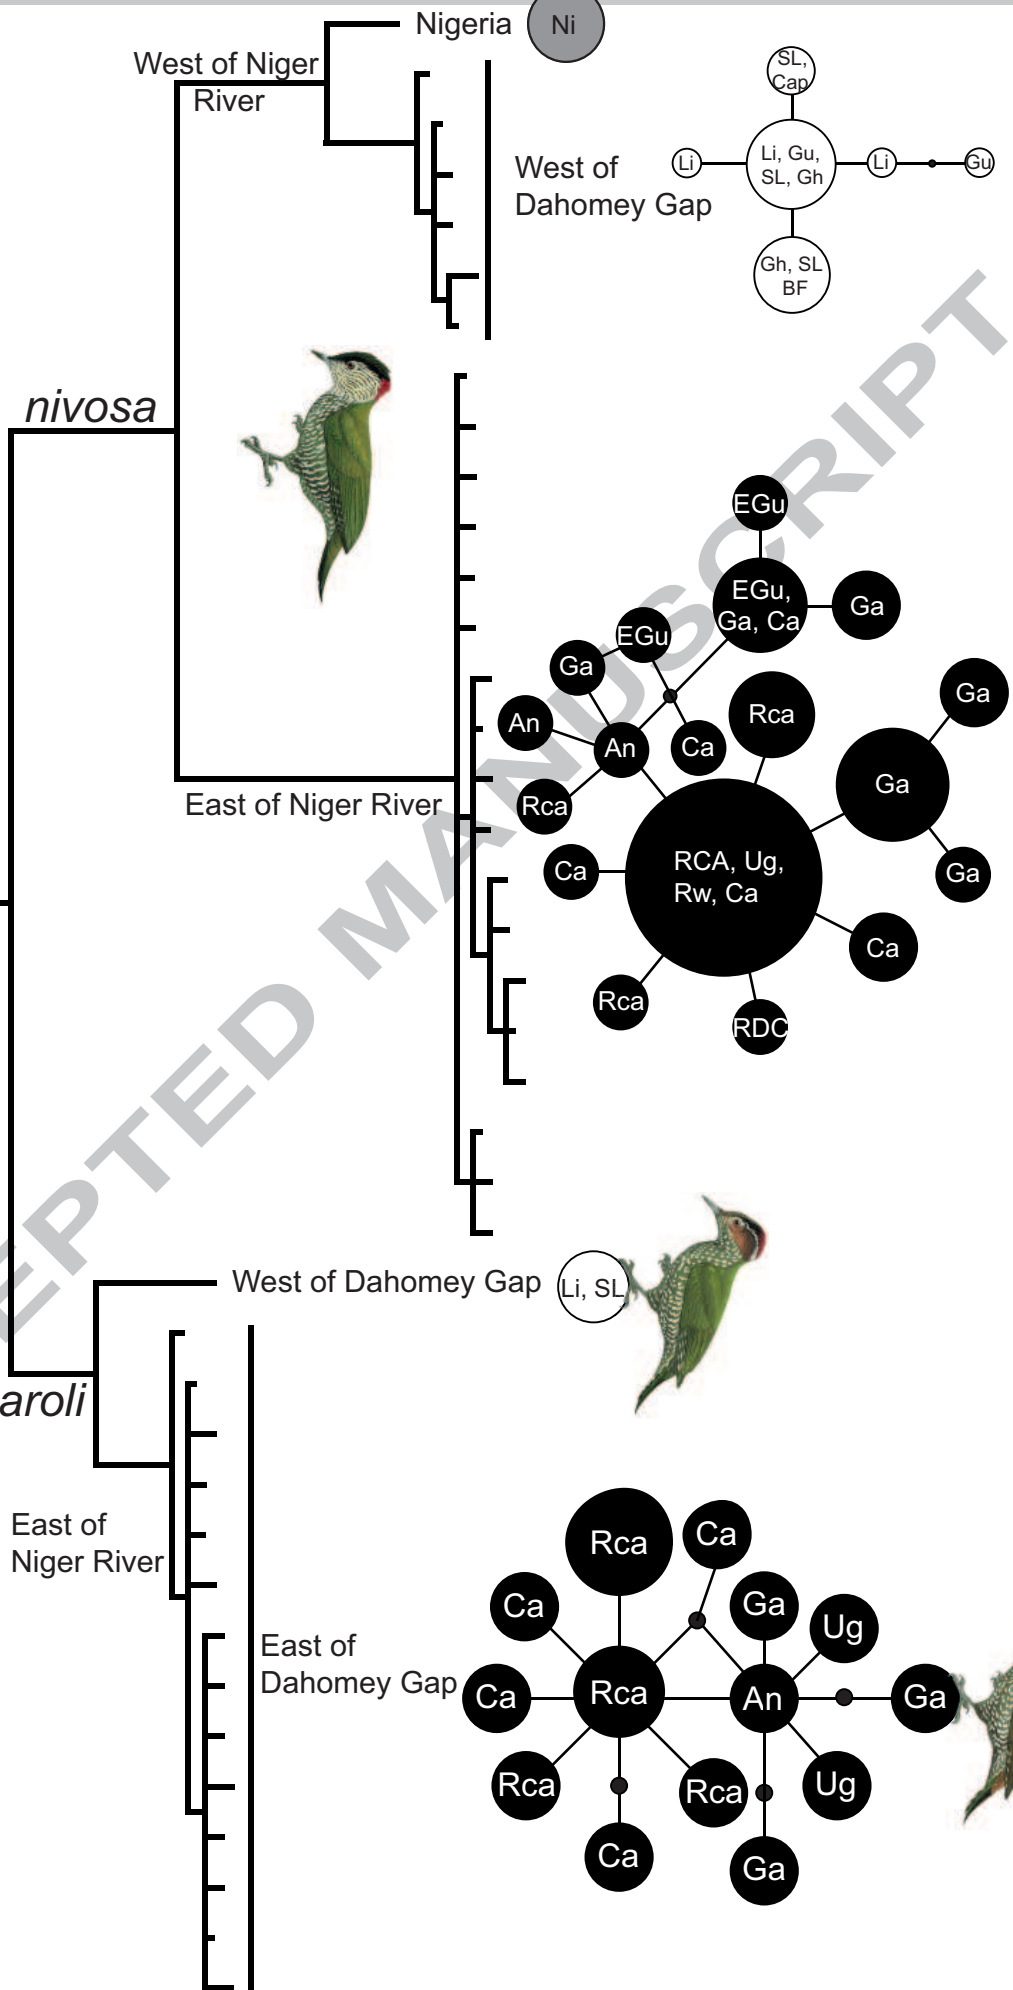 Nigeria
Ni
West of Niger
River
SL,
Cap
Li
Li, Gu,
SL, Gh
Li
Gu
West of
Dahomey Gap
Gh, SL
BF
nivosa
EGu
EGu,
Ga, Ca
Ga
EGu
Ga
An
An
Ca
Rca
Ga
Ga
Rca
East of Niger River
Ca
RCA, Ug,
Rw, Ca
Ga
Ca
Rca
RDC
West of Dahomey Gap
Li, SL
aroli
East of
Niger River
East of
Dahomey Gap
Rca
Ca
Ca
Ga
Ug
Ca
Rca
An
Ga
Rca
Rca
Ug
Ca
Ga
EPTED MANUSCRIPT